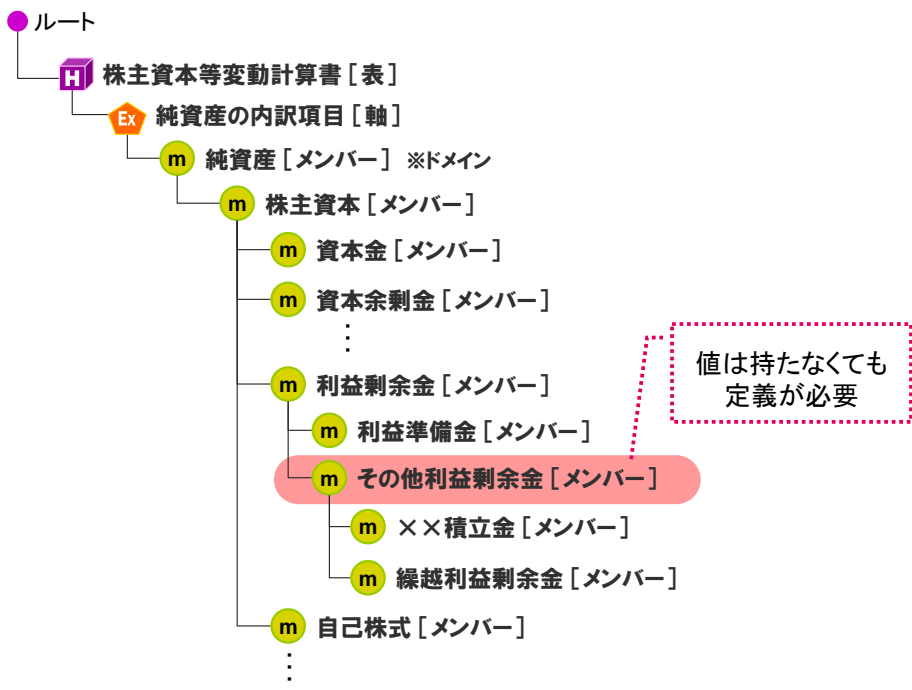 ルート
H 株主資本等変動計算書［表］
Ex 純資産の内訳項目［軸］
m 純資産［メンバー］ ※ドメイン
m 株主資本［メンバー］
m 資本金［メンバー］
m 資本余剰金［メンバー］
⋮
値は持たなくても
定義が必要
m 利益剰余金［メンバー］
m 利益準備金［メンバー］
m その他利益剰余金［メンバー］
m ××積立金［メンバー］
m 繰越利益剰余金［メンバー］
m 自己株式［メンバー］
⋮